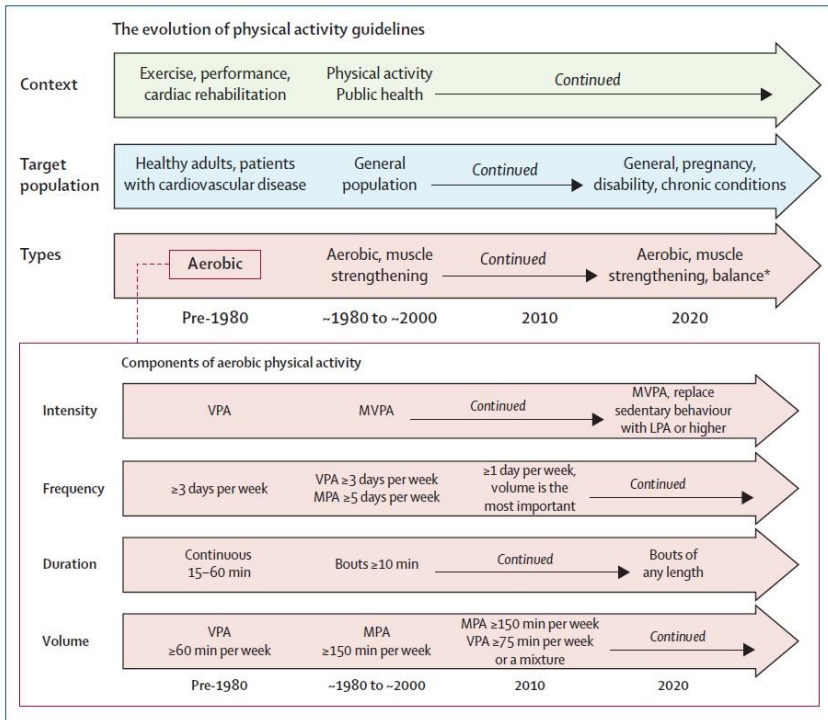 The evolution of physical activity guidelines
Context
Exercise, performance,
cardiac rehabilitation
Physical activity
Public health
Continued
Target
population
Healthy adults, patients
with cardiovascular disease
General
population
Continued
General, pregnancy,
disability, chronic conditions
Types
Aerobic
Aerobic, muscle
strengthening
Continued
Aerobic, muscle
strengthening, balance*
Pre-1980
~1980 to ~2000
2010
2020
Components of aerobic physical activity
Intensity
VPA
MVPA
Continued
MVPA, replace
sedentary behaviour
with LPA or higher
Frequency
≥3 days per week
VPA ≥3 days per week
MPA ≥5 days per week
≥1 day per week,
volume is the
most important
Continued
Duration
Continuous
15–60 min
Bouts ≥10 min
Continued
Bouts of
any length
Volume
VPA
≥60 min per week
MPA
≥150 min per week
MPA ≥150 min per week
VPA ≥75 min per week
or a mixture
Continued
Pre-1980
~1980 to ~2000
2010
2020